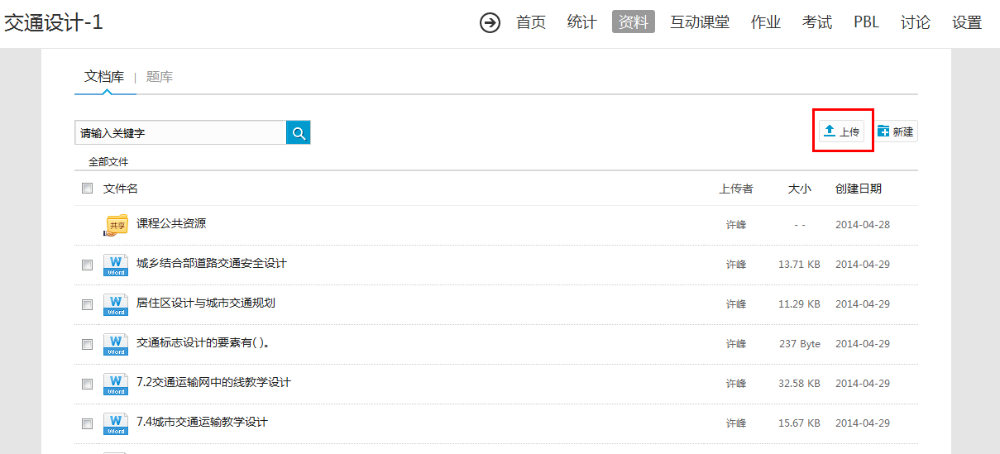 交通设计-1
首页 统计 资料 互动课堂 作业 考试 PBL 讨论 设置
文档库 | 题库
请输入关键字
上传 新建
全部文件
文件名 上传者 大小 创建日期
共享 课程公共资源 许峰 - - 2014-04-28
W Word 城乡结合部道路交通安全设计 许峰 13.71 KB 2014-04-29
W Word 居住区设计与城市交通规划 许峰 11.29 KB 2014-04-29
W Word 交通标志设计的要素有( )。 许峰 237 Byte 2014-04-29
W Word 7.2交通运输网中的线教学设计 许峰 32.58 KB 2014-04-29
W Word 7.4城市交通运输教学设计 许峰 15.67 KB 2014-04-29